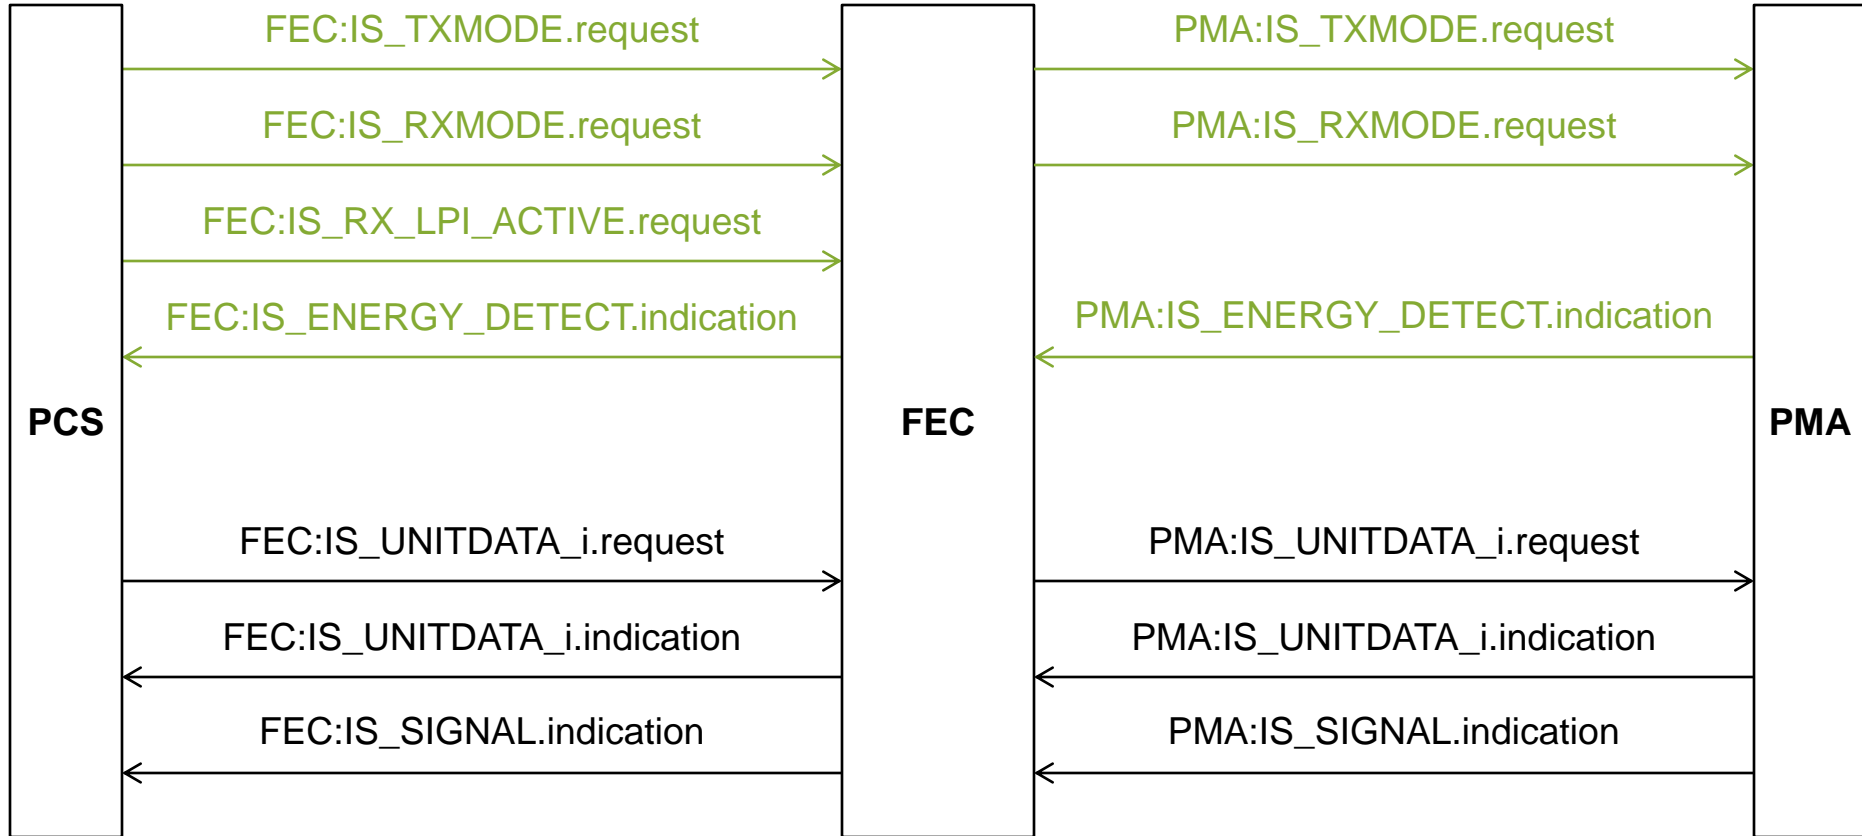 FEC:IS_TXMODE.request
PMA:IS_TXMODE.request
FEC:IS_RXMODE.request
PMA:IS_RXMODE.request
FEC:IS_RX_LPI_ACTIVE.request
FEC:IS_ENERGY_DETECT.indication
PMA:IS_ENERGY_DETECT.indication
PCS
FEC
PMA
FEC:IS_UNITDATA_i.request
PMA:IS_UNITDATA_i.request
FEC:IS_UNITDATA_i.indication
PMA:IS_UNITDATA_i.indication
FEC:IS_SIGNAL.indication
PMA:IS_SIGNAL.indication